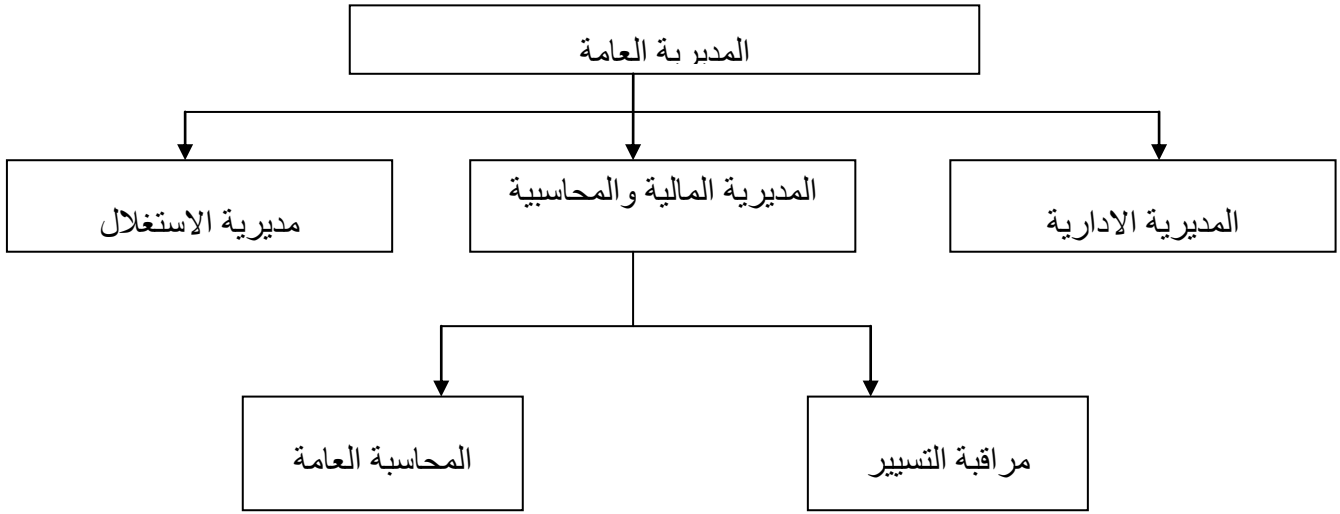 المديرية العامة
المديرية الادارية
المديرية المالية والمحاسبية
مديرية الاستغلال
مراقبة التسيير
المحاسبة العامة